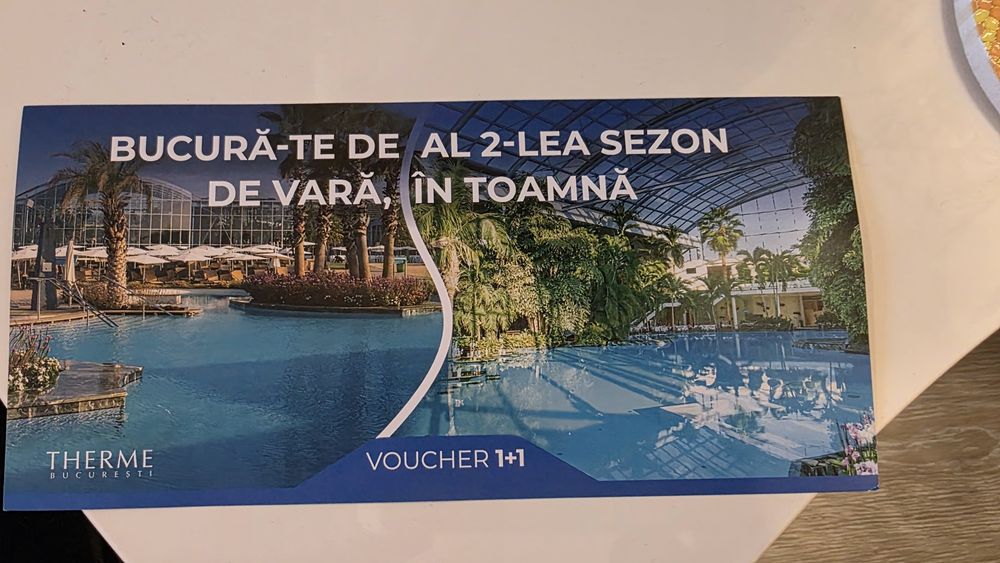 BUCURĂ-TE DE AL 2-LEA SEZON
DE VARĂ, ÎN TOAMNĂ
THERME
BUCUREȘTI
VOUCHER 1+1